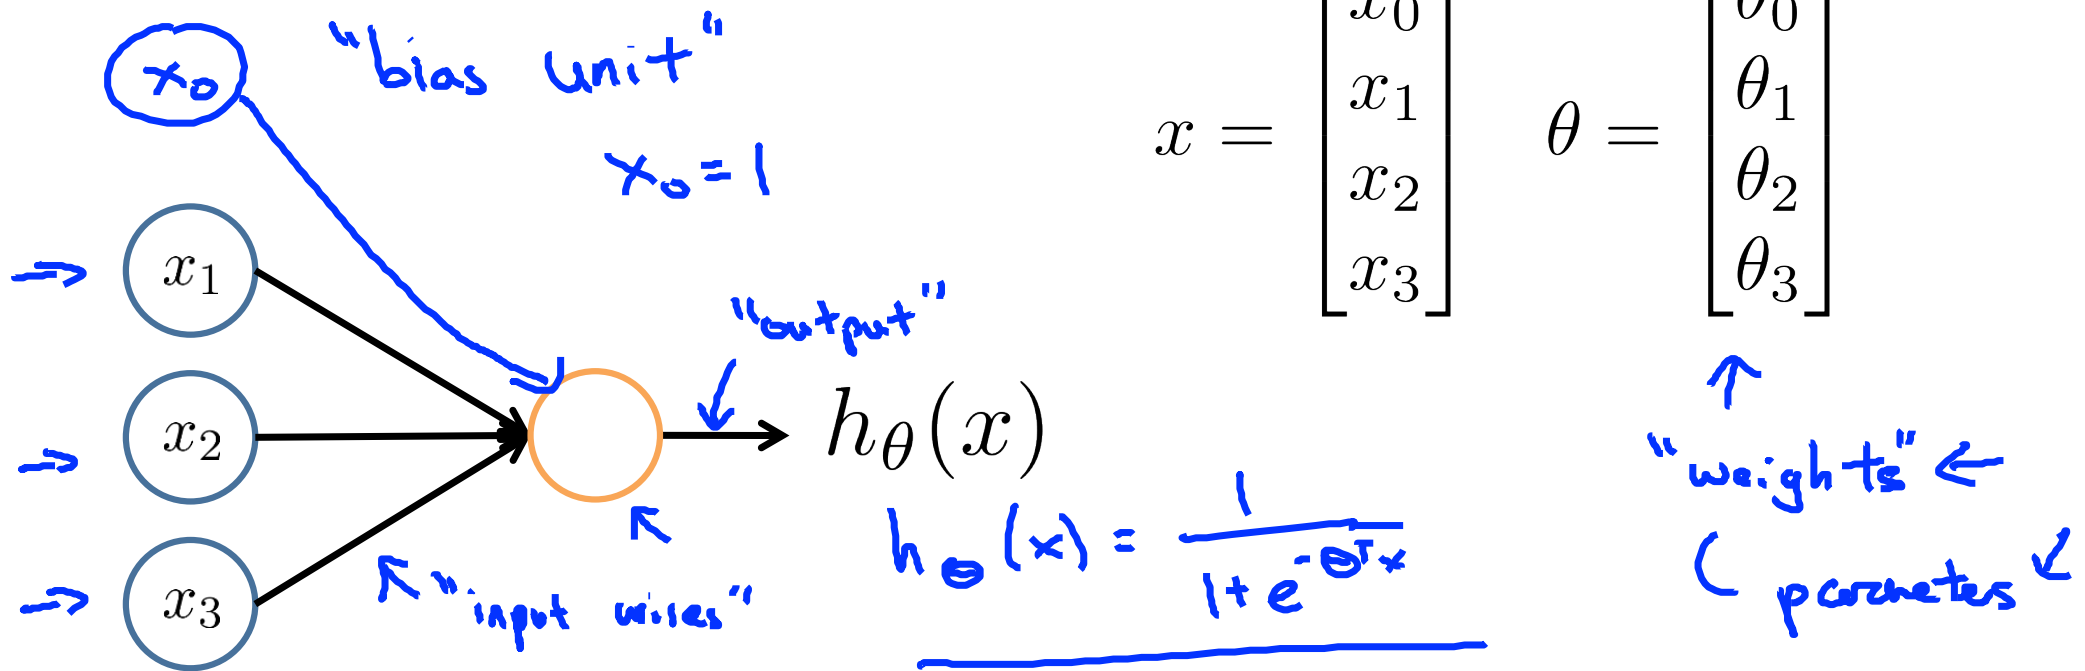 x₀ "bias unit"
x₀ = 1
x₁
x₂
x₃
"input wires"
"output"
h_θ(x)
h_θ(x) = 1 / (1 + e^(-θᵀx))
x = [x₀ x₁ x₂ x₃]
θ = [θ₀ θ₁ θ₂ θ₃]
"weights" ←
( parameters